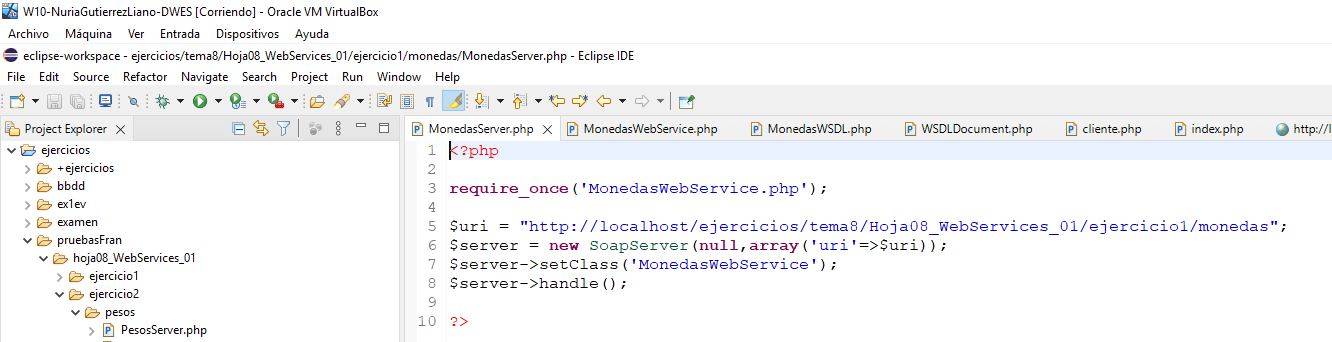 W10-NuriaGutierrezLiano-DWES [Corriendo] - Oracle VM VirtualBox
Archivo Máquina Ver Entrada Dispositivos Ayuda
eclipse-workspace - ejercicios/tema8/Hoja08_WebServices_01/ejercicio1/monedas/MonedasServer.php - Eclipse IDE
File Edit Source Refactor Navigate Search Project Run Window Help
Project Explorer
ejercicios
+ejercicios
bbdd
ex1ev
examen
pruebasFran
hoja08_WebServices_01
ejercicio1
ejercicio2
pesos
PesosServer.php
MonedasServer.php MonedasWebService.php MonedasWSDL.php WSDLDocument.php cliente.php index.php http://l
1 <?php
2
3 require_once('MonedasWebService.php');
4
5 $uri = "http://localhost/ejercicios/tema8/Hoja08_WebServices_01/ejercicio1/monedas";
6 $server = new SoapServer(null,array('uri'=>$uri));
7 $server->setClass('MonedasWebService');
8 $server->handle();
9
10 ?>